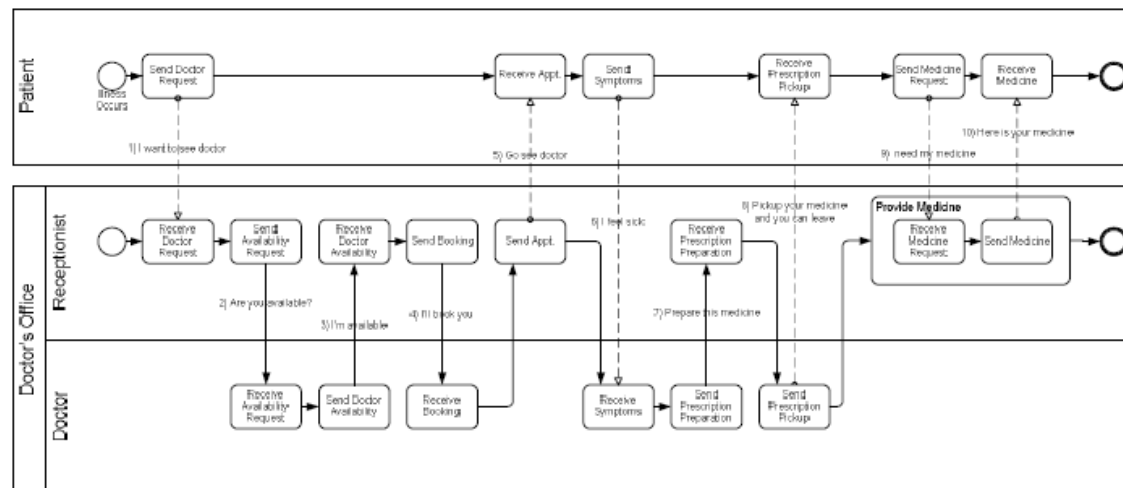 Patient
Illness
Occurs
Send Doctor
Request
Receive Appt.
Send
Symptoms
Receive
Prescription
Pickup
Send Medicine
Request
Receive
Medicine
1) I want to see doctor
5) Go see doctor
9) need my medicine
10) Here is your medicine
Doctor's Office
Receptionist
Receive
Doctor
Request
Send
Availability
Request
Receive
Doctor
Availability
Send Booking
Send Appt.
6) I feel sick
Receive
Prescription
Preparation
8) Pickup your medicine
and you can leave
Provide Medicine
Receive
Medicine
Request
Send Medicine
2) Are you available?
3) I'm available
4) I'll book you
7) Prepare this medicine
Doctor
Receive
Availability
Request
Send Doctor
Availability
Receive
Booking
Receive
Symptoms
Send
Prescription
Preparation
Send
Prescription
Pickup